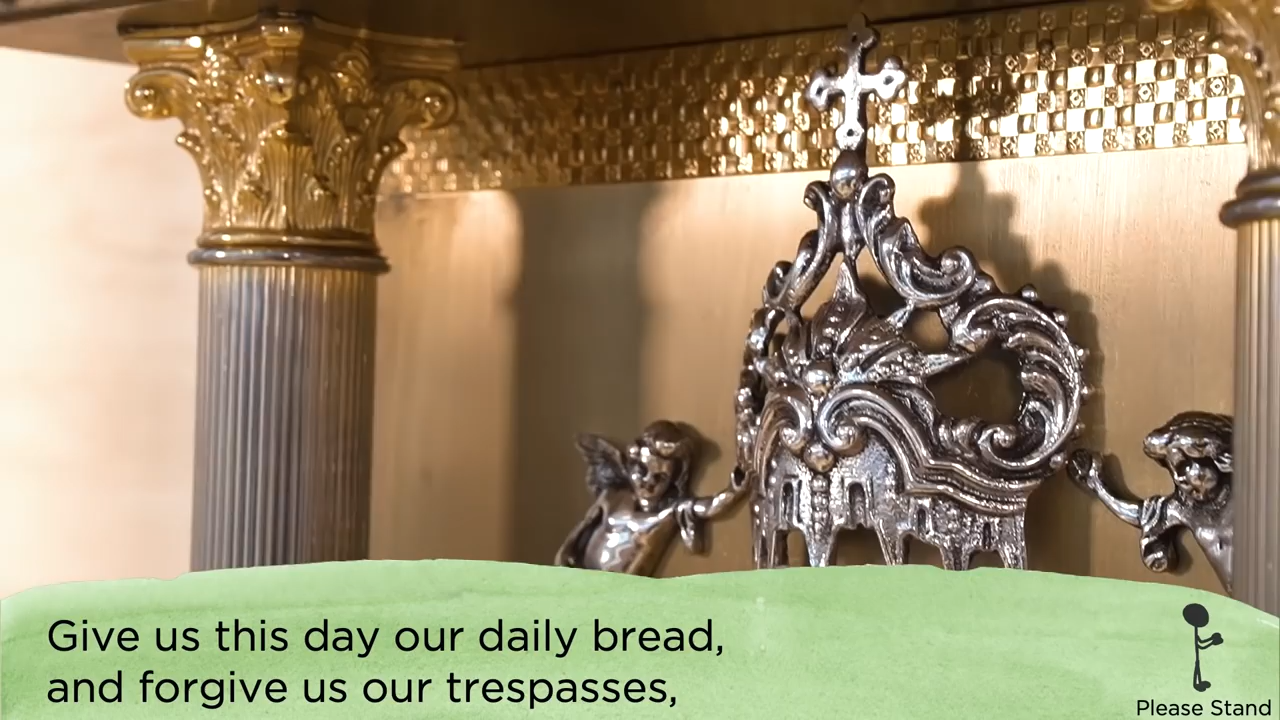 Give us this day our daily bread,
and forgive us our trespasses,
Please Stand